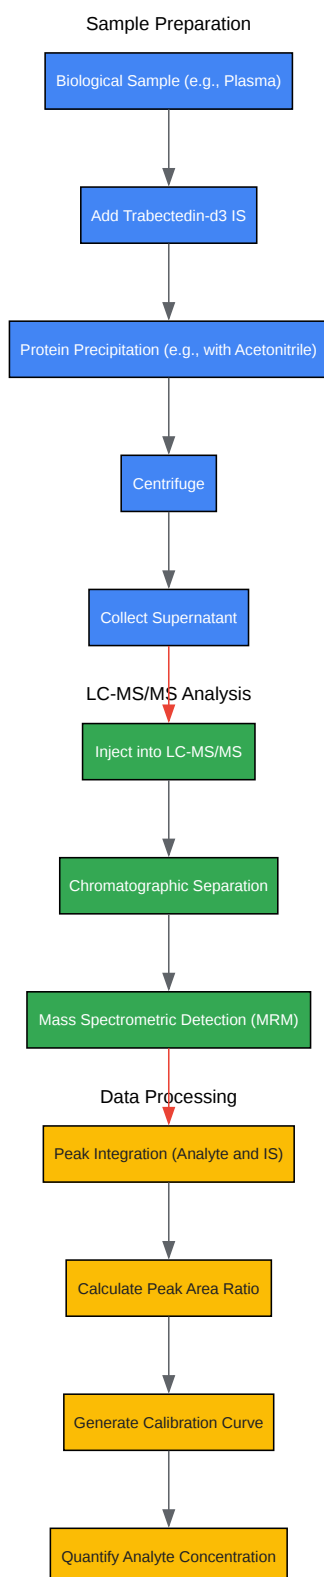 Sample Preparation
Biological Sample (e.g., Plasma)
Add Trabectedin-d3 IS
Protein Precipitation (e.g., with Acetonitrile)
Centrifuge
Collect Supernatant
LC-MS/MS Analysis
Inject into LC-MS/MS
Chromatographic Separation
Mass Spectrometric Detection (MRM)
Data Processing
Peak Integration (Analyte and IS)
Calculate Peak Area Ratio
Generate Calibration Curve
Quantify Analyte Concentration